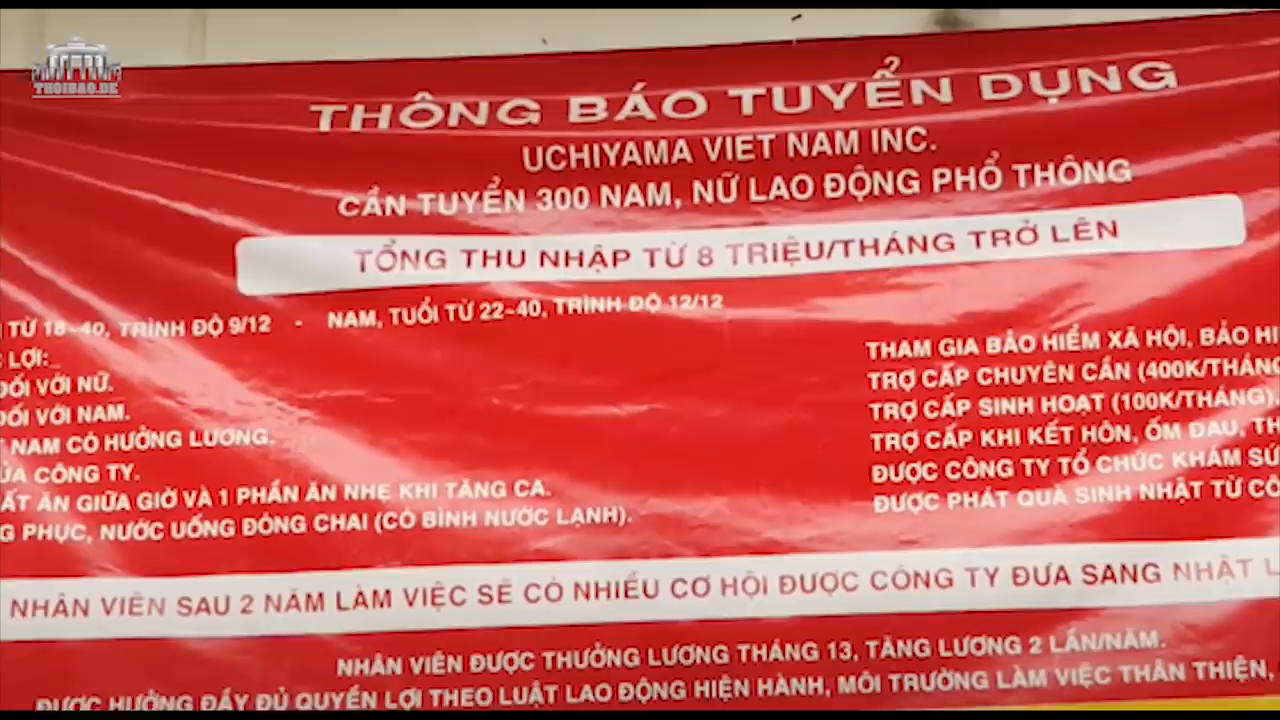 THOIBAO.DE
THÔNG BÁO TUYỂN DỤNG
UCHIYAMA VIET NAM INC.
CẦN TUYỂN 300 NAM, NỮ LAO ĐỘNG PHỔ THÔNG
TỔNG THU NHẬP TỪ 8 TRIỆU/THÁNG TRỞ LÊN
TỪ 18-40, TRÌNH ĐỘ 9/12 - NAM, TUỔI TỪ 22-40, TRÌNH ĐỘ 12/12
LỢI:
ĐỐI VỚI NỮ.
ĐỐI VỚI NAM.
NAM CÓ HƯỞNG LƯƠNG.
CÔNG TY.
ĂN GIỮA GIỜ VÀ 1 PHẦN ĂN NHẸ KHI TĂNG CA.
PHỤC, NƯỚC UỐNG ĐÓNG CHAI (CÓ BÌNH NƯỚC LẠNH).
THAM GIA BẢO HIỂM XÃ HỘI, BẢO
TRỢ CẤP CHUYÊN CẦN (400K/THÁNG
TRỢ CẤP SINH HOẠT (100K/THÁNG).
TRỢ CẤP KHI KẾT HÔN, ỐM ĐAU,
ĐƯỢC CÔNG TY TỔ CHỨC KHÁM
ĐƯỢC PHÁT QUÀ SINH NHẬT TỪ
NHÂN VIÊN SAU 2 NĂM LÀM VIỆC SẼ CÓ NHIỀU CƠ HỘI ĐƯỢC CÔNG TY ĐƯA SANG NHẬT
NHÂN VIÊN ĐƯỢC THƯỞNG LƯƠNG THÁNG 13, TĂNG LƯƠNG 2 LẦN/NĂM.
ĐƯỢC HƯỞNG ĐẦY ĐỦ QUYỀN LỢI THEO LUẬT LAO ĐỘNG HIỆN HÀNH, MÔI TRƯỜNG LÀM VIỆC THÂN THIỆN,